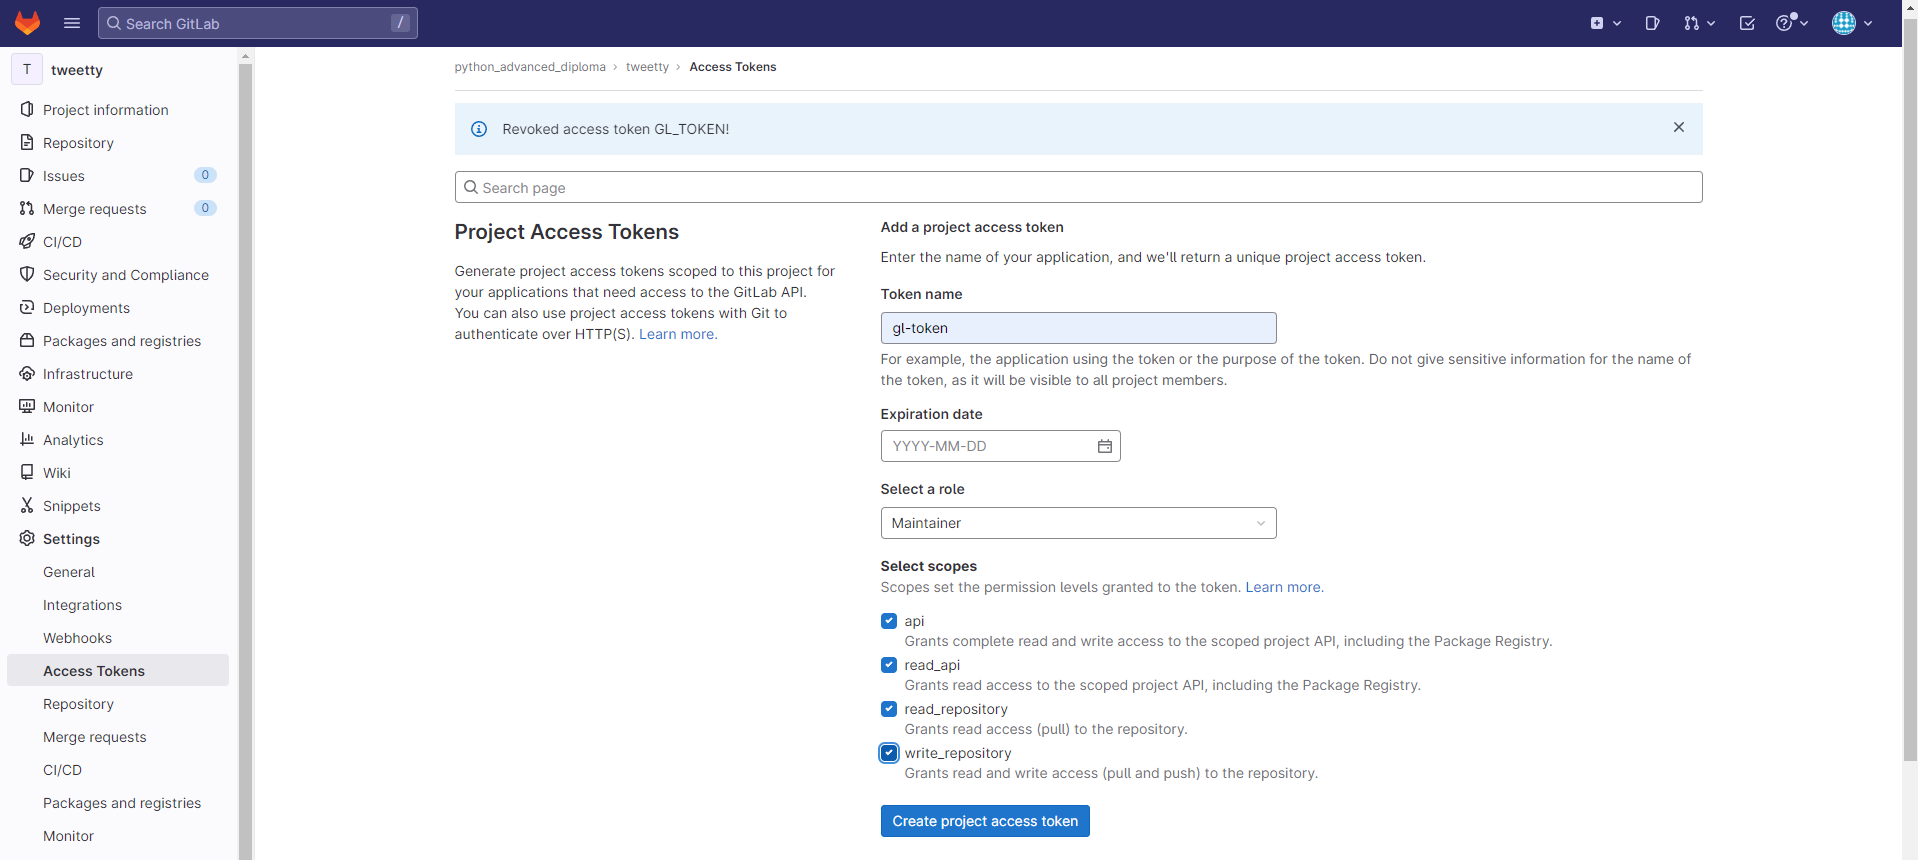 Search GitLab
/
T
tweetty
Project information
Repository
Issues
0
Merge requests
0
CI/CD
Security and Compliance
Deployments
Packages and registries
Infrastructure
Monitor
Analytics
Wiki
Snippets
Settings
General
Integrations
Webhooks
Access Tokens
Repository
Merge requests
CI/CD
Packages and registries
Monitor
python_advanced_diploma › tweetty › Access Tokens
Revoked access token GL_TOKEN!
Search page
Project Access Tokens
Generate project access tokens scoped to this project for
your applications that need access to the GitLab API.
You can also use project access tokens with Git to
authenticate over HTTP(S). Learn more.
Add a project access token
Enter the name of your application, and we'll return a unique project access token.
Token name
gl-token
For example, the application using the token or the purpose of the token. Do not give sensitive information for the name of
the token, as it will be visible to all project members.
Expiration date
YYYY-MM-DD
Select a role
Maintainer
Select scopes
Scopes set the permission levels granted to the token. Learn more.
api
Grants complete read and write access to the scoped project API, including the Package Registry.
read_api
Grants read access to the scoped project API, including the Package Registry.
read_repository
Grants read access (pull) to the repository.
write_repository
Grants read and write access (pull and push) to the repository.
Create project access token